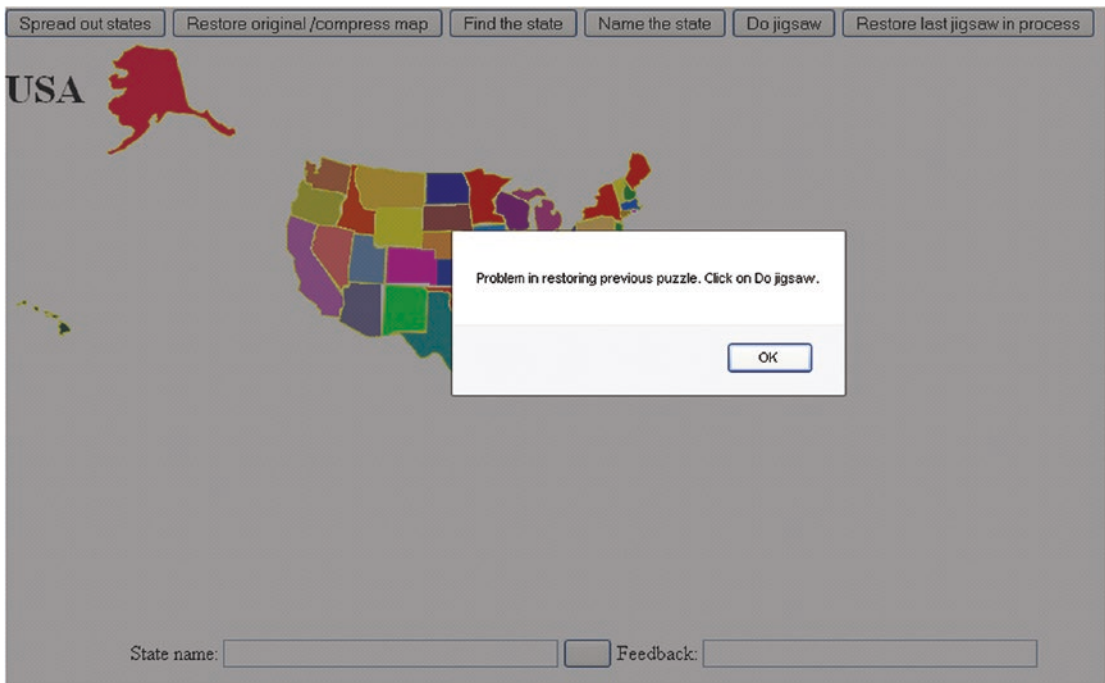 Spread out states Restore original /compress map Find the state Name the state Do jigsaw Restore last jigsaw in process
USA
Problem in restoring previous puzzle. Click on Do jigsaw.
OK
State name: Feedback: